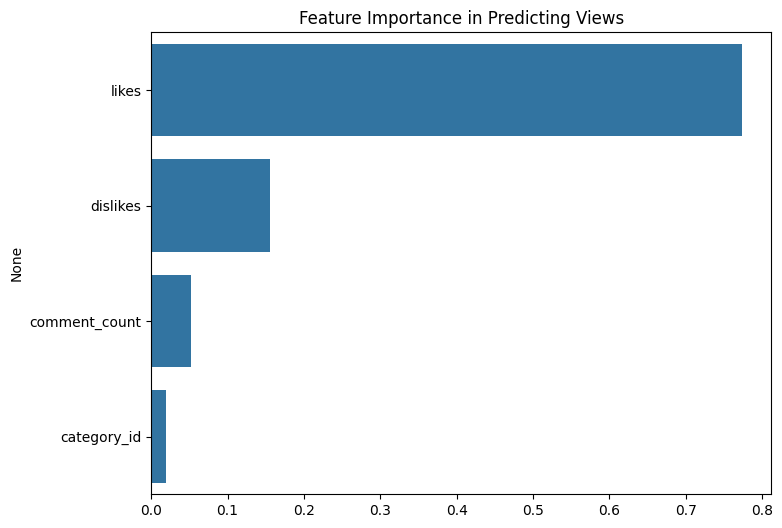 Feature Importance in Predicting Views
likes
dislikes
comment_count
category_id
None
0.0 0.1 0.2 0.3 0.4 0.5 0.6 0.7 0.8